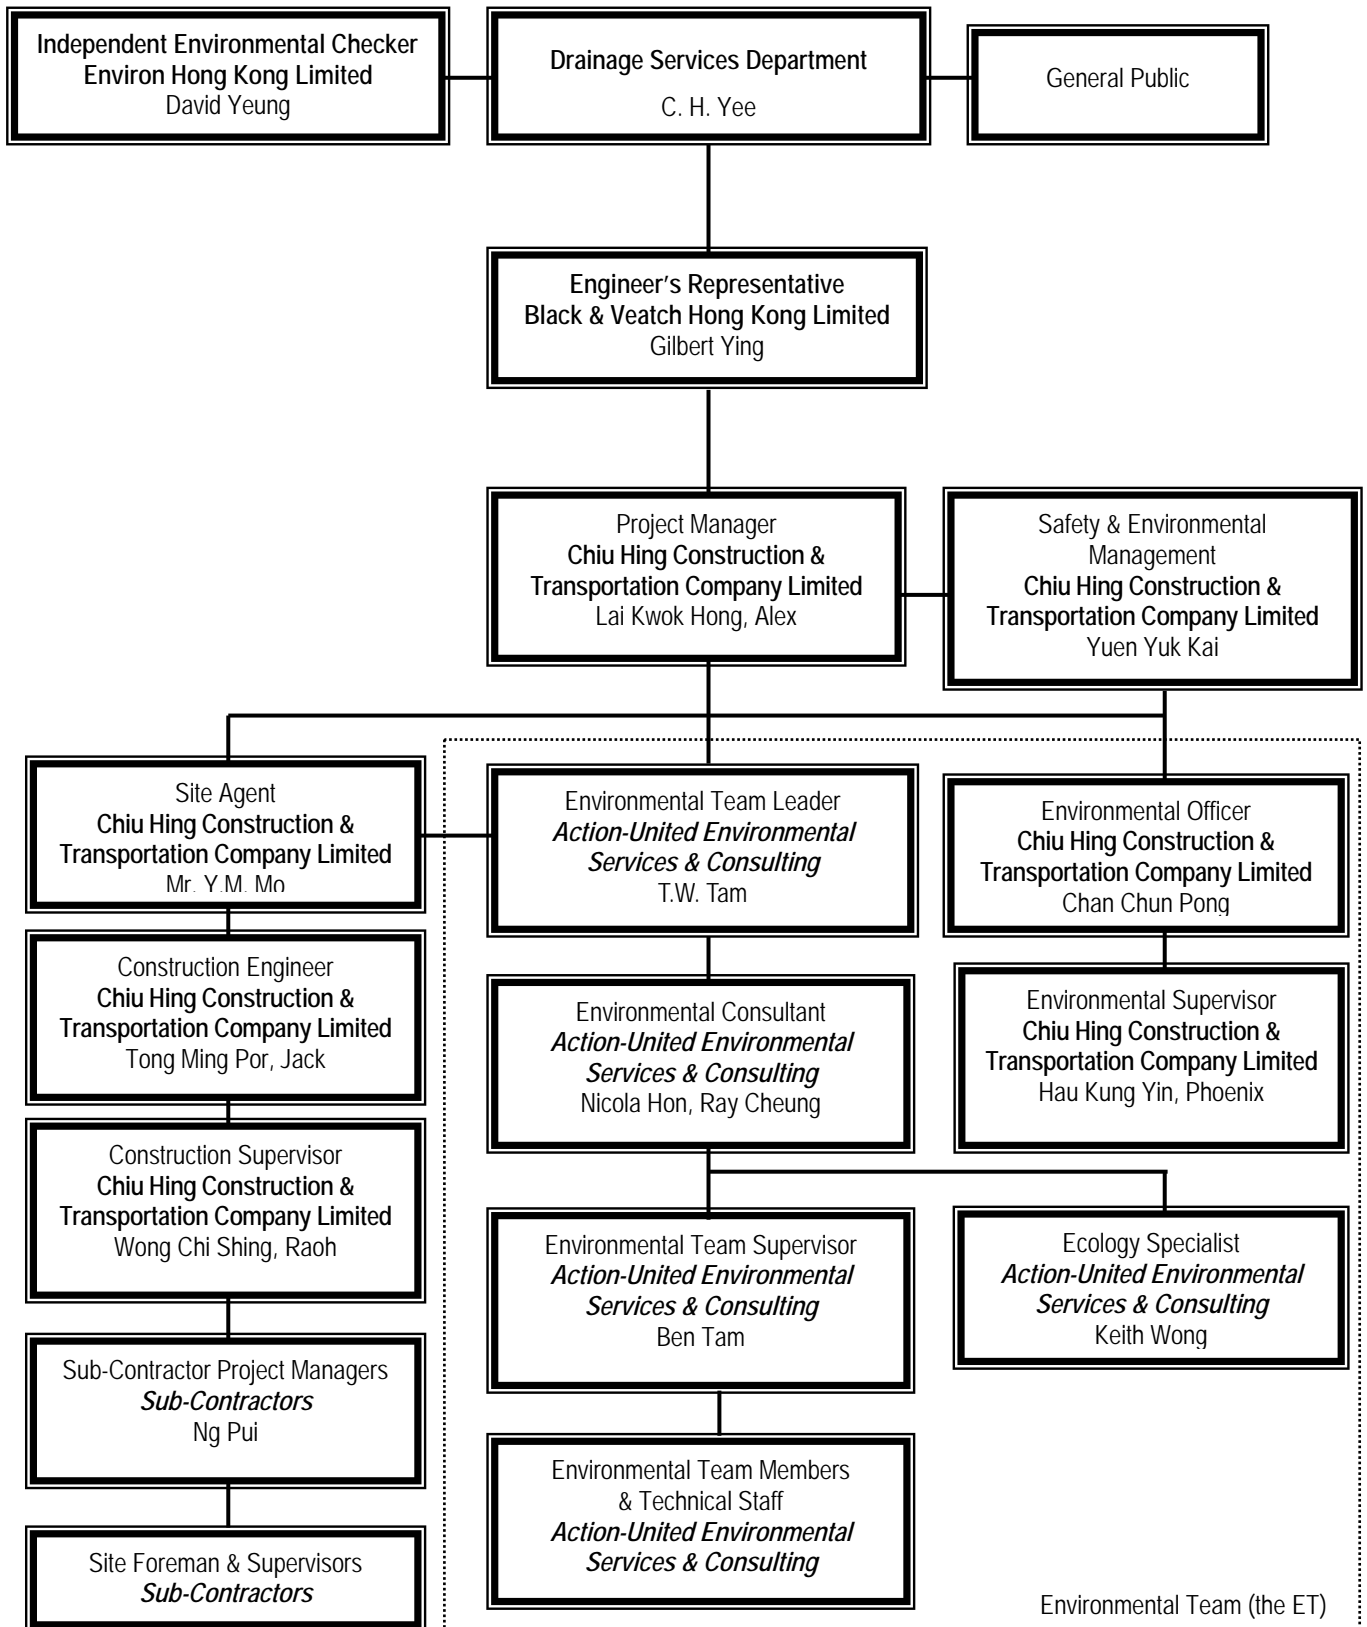 Independent Environmental Checker
Environ Hong Kong Limited
David Yeung
Drainage Services Department
C. H. Yee
General Public
Engineer's Representative
Black & Veatch Hong Kong Limited
Gilbert Ying
Project Manager
Chiu Hing Construction &
Transportation Company Limited
Lai Kwok Hong, Alex
Safety & Environmental
Management
Chiu Hing Construction &
Transportation Company Limited
Yuen Yuk Kai
Site Agent
Chiu Hing Construction &
Transportation Company Limited
Mr. Y.M. Mo
Environmental Team Leader
Action-United Environmental
Services & Consulting
T.W. Tam
Environmental Officer
Chiu Hing Construction &
Transportation Company Limited
Chan Chun Pong
Construction Engineer
Chiu Hing Construction &
Transportation Company Limited
Tong Ming Por, Jack
Environmental Consultant
Action-United Environmental
Services & Consulting
Nicola Hon, Ray Cheung
Environmental Supervisor
Chiu Hing Construction &
Transportation Company Limited
Hau Kung Yin, Phoenix
Construction Supervisor
Chiu Hing Construction &
Transportation Company Limited
Wong Chi Shing, Raoh
Environmental Team Supervisor
Action-United Environmental
Services & Consulting
Ben Tam
Ecology Specialist
Action-United Environmental
Services & Consulting
Keith Wong
Sub-Contractor Project Managers
Sub-Contractors
Ng Pui
Environmental Team Members
& Technical Staff
Action-United Environmental
Services & Consulting
Site Foreman & Supervisors
Sub-Contractors
Environmental Team (the ET)